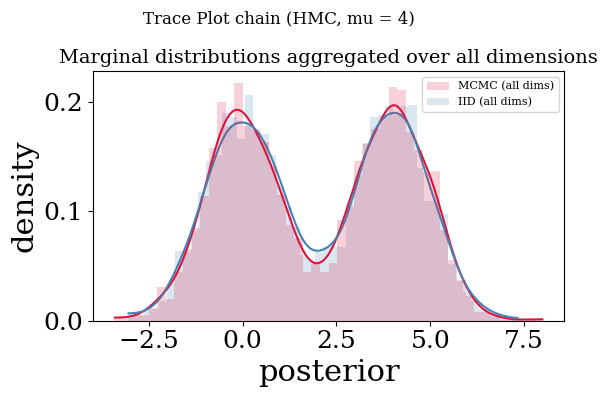 Trace Plot chain (HMC, mu = 4)
Marginal distributions aggregated over all dimensions
MCMC (all dims)
IID (all dims)
0.2
0.1
0.0
density
−2.5 0.0 2.5 5.0 7.5
posterior